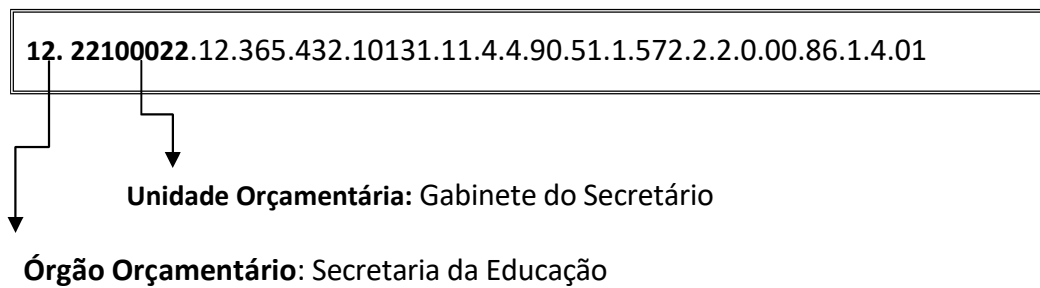 12. 22100022.12.365.432.10131.11.4.4.90.51.1.572.2.2.0.00.86.1.4.01
Unidade Orçamentária: Gabinete do Secretário
Órgão Orçamentário: Secretaria da Educação